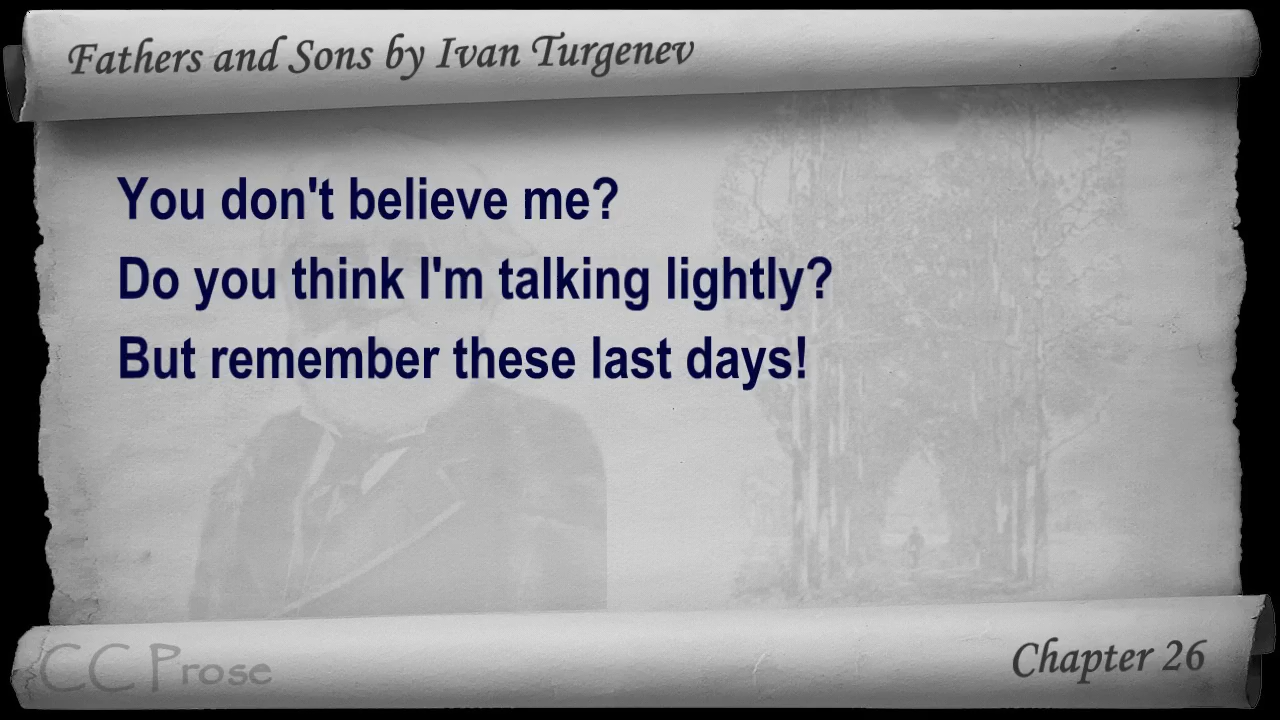 Fathers and Sons by Ivan Turgenev
You don't believe me?
Do you think I'm talking lightly?
But remember these last days!
CC Prose
Chapter 26